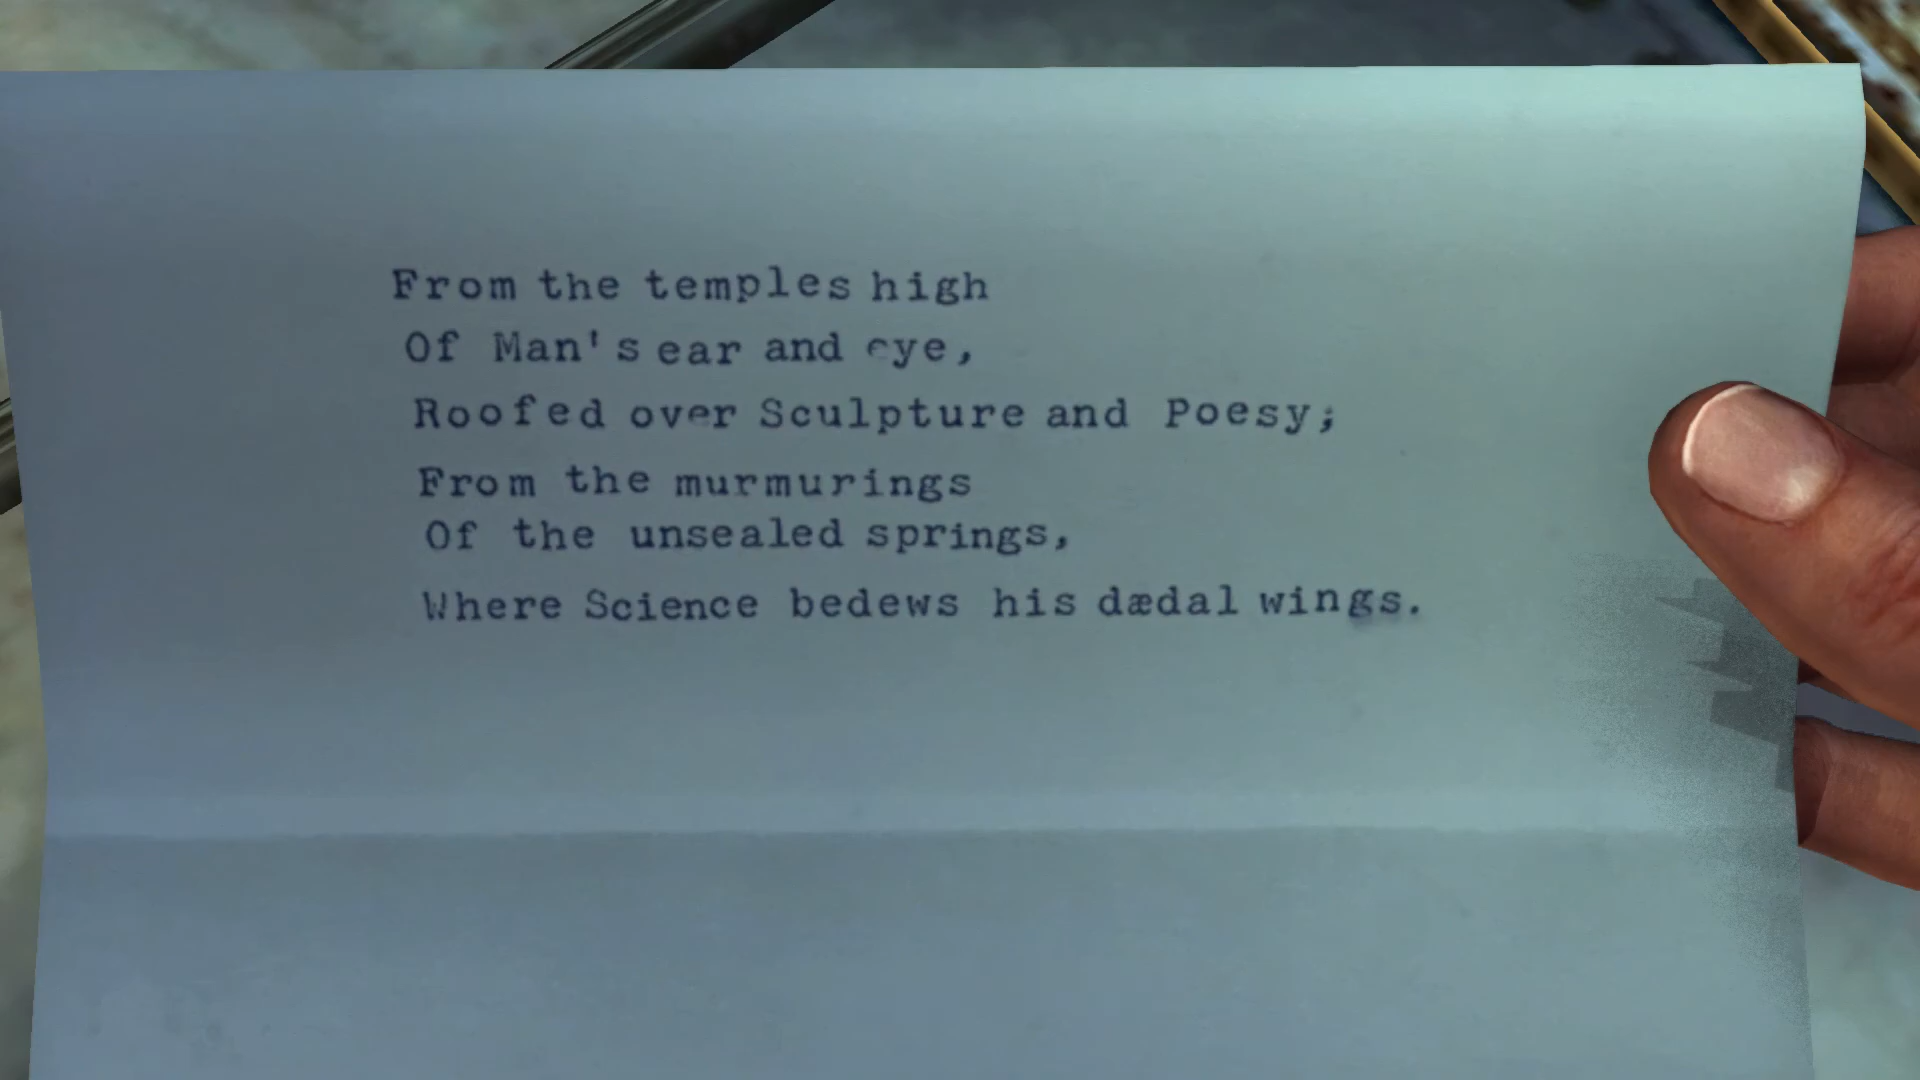 From the temples high
Of Man's ear and eye,
Roofed over Sculpture and Poesy;
From the murmurings
Of the unsealed springs,
Where Science bedews his dædal wings.